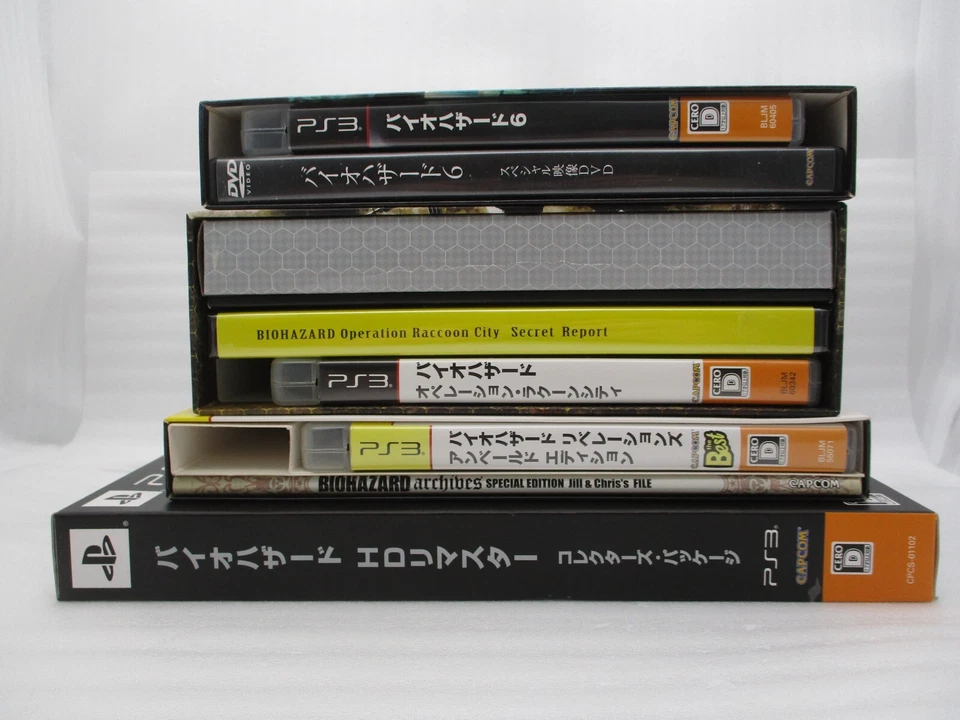 PS3 バイオハザード6 CAPCOM CERO D BLJM 60405
DVD VIDEO バイオハザード6 スペシャル映像DVD CAPCOM
BIOHAZARD Operation Raccoon City Secret Report
PS3 バイオハザード CAPCOM CERO D BLJM 60342
オペレーション・ラクーンシティ
PS3 バイオハザード リベレーションズ CAPCOM the Best CERO D BLJM
アンベールド エディション
BIOHAZARD archives SPECIAL EDITION Jill & Chris's FILE CAPCOM
バイオハザード HDリマスター コレクターズ・パッケージ PS3 CAPCOM CERO D CPCS-01102